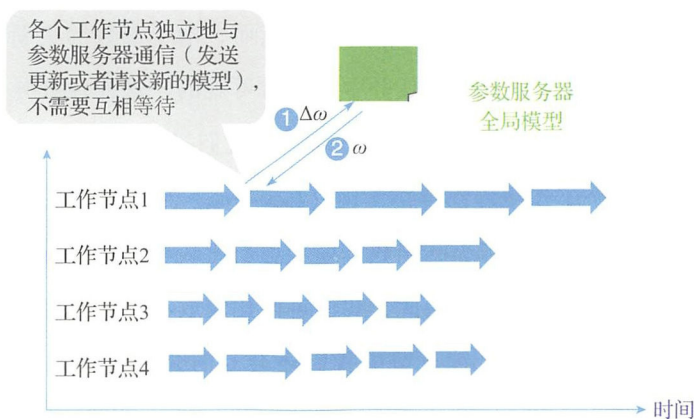 各个工作节点独立地与
参数服务器通信（发送
更新或者请求新的模型），
不需要互相等待
参数服务器
全局模型
1 Δω
2 ω
工作节点1
工作节点2
工作节点3
工作节点4
时间